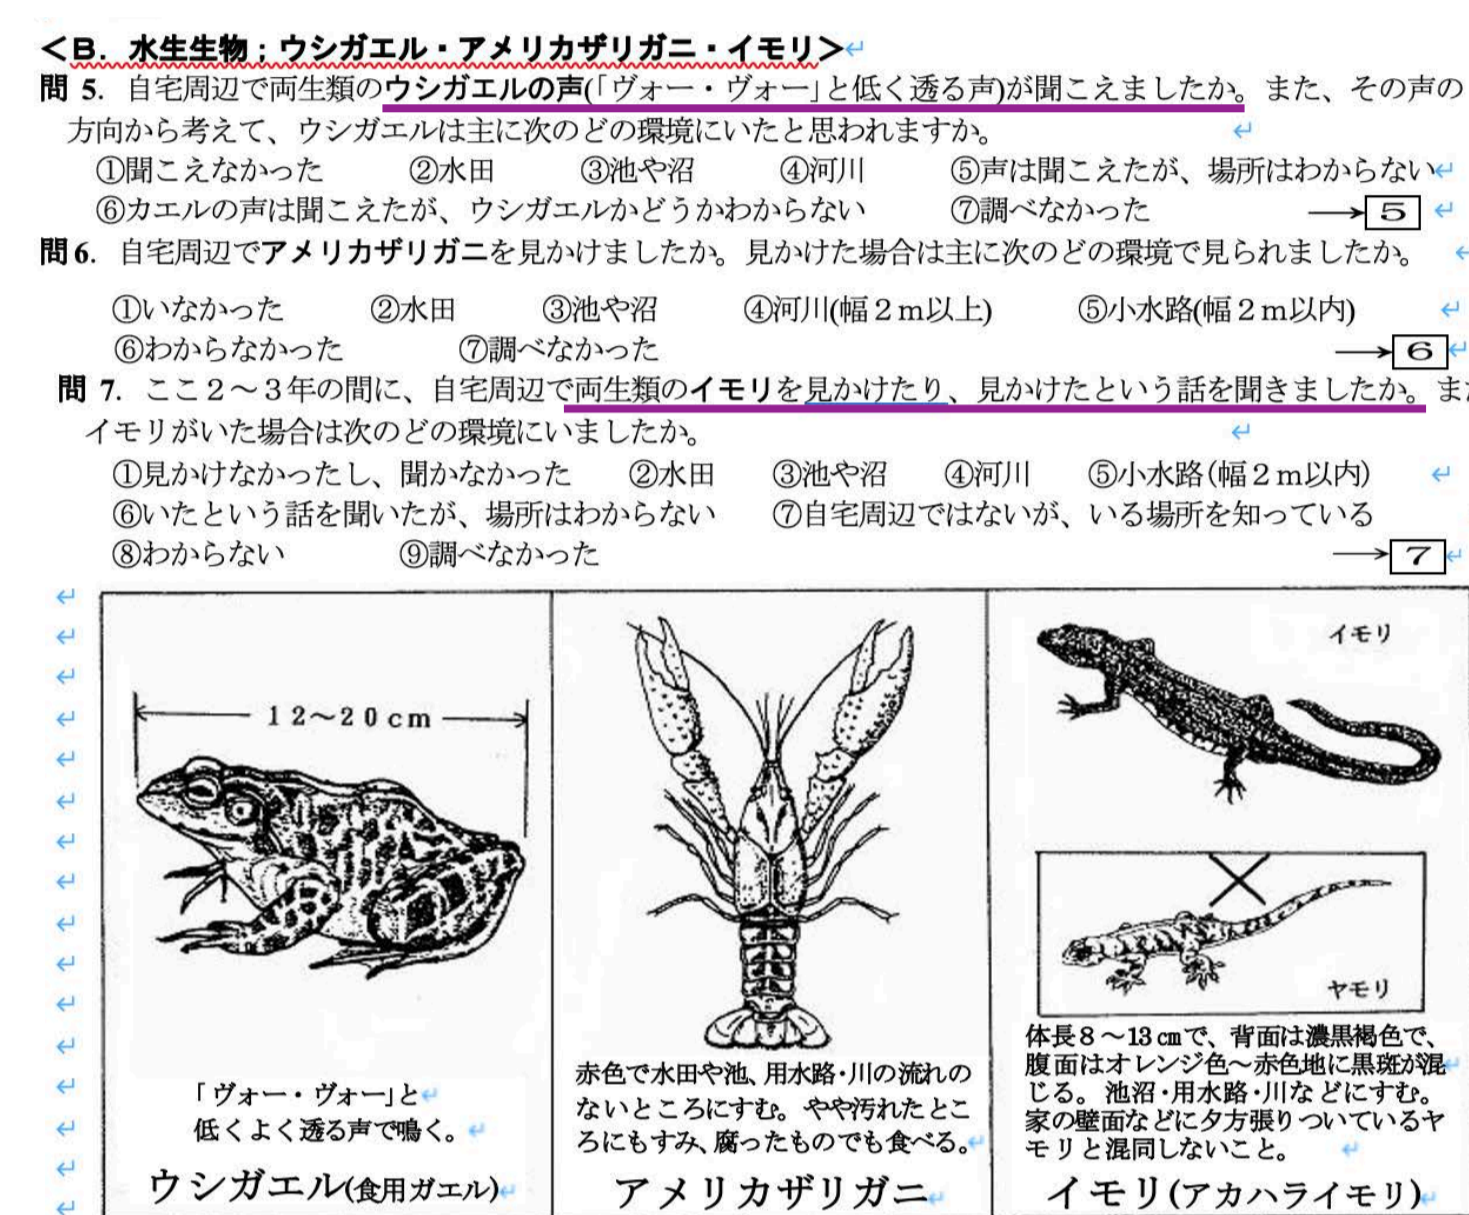 ＜Ｂ．水生生物；ウシガエル・アメリカザリガニ・イモリ＞
問 5．自宅周辺で両生類のウシガエルの声(「ヴォー・ヴォー」と低く透る声)が聞こえましたか。また、その声の
方向から考えて、ウシガエルは主に次のどの環境にいたと思われますか。
①聞こえなかった ②水田 ③池や沼 ④河川 ⑤声は聞こえたが、場所はわからない
⑥カエルの声は聞こえたが、ウシガエルかどうかわからない ⑦調べなかった →5
問6．自宅周辺でアメリカザリガニを見かけましたか。見かけた場合は主に次のどの環境で見られましたか。
①いなかった ②水田 ③池や沼 ④河川(幅２ｍ以上) ⑤小水路(幅２ｍ以内)
⑥わからなかった ⑦調べなかった →6
問 7．ここ２～３年の間に、自宅周辺で両生類のイモリを見かけたり、見かけたという話を聞きましたか。ま
イモリがいた場合は次のどの環境にいましたか。
①見かけなかったし、聞かなかった ②水田 ③池や沼 ④河川 ⑤小水路(幅２ｍ以内)
⑥いたという話を聞いたが、場所はわからない ⑦自宅周辺ではないが、いる場所を知っている
⑧わからない ⑨調べなかった →7
12～20cm
「ヴォー・ヴォー」と
低くよく透る声で鳴く。
ウシガエル(食用ガエル)
赤色で水田や池、用水路・川の流れの
ないところにすむ。やや汚れたとこ
ろにもすみ、腐ったものでも食べる。
アメリカザリガニ
イモリ
ヤモリ
体長８～13㎝で、背面は濃黒褐色で、
腹面はオレンジ色～赤色地に黒斑が混
じる。池沼・用水路・川などにすむ。
家の壁面などに夕方張りついているヤ
モリと混同しないこと。
イモリ(アカハライモリ)